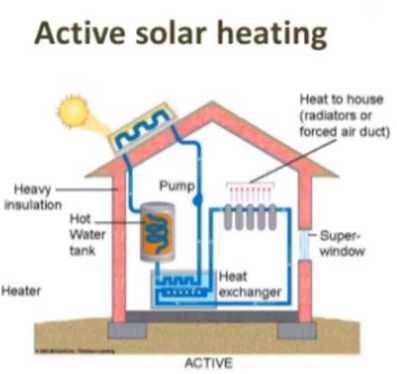 Active solar heating
Heat to house
(radiators or
forced air duct)
Heavy
insulation
Pump
Hot
Water
tank
Super-
window
Heater
Heat
exchanger
ACTIVE